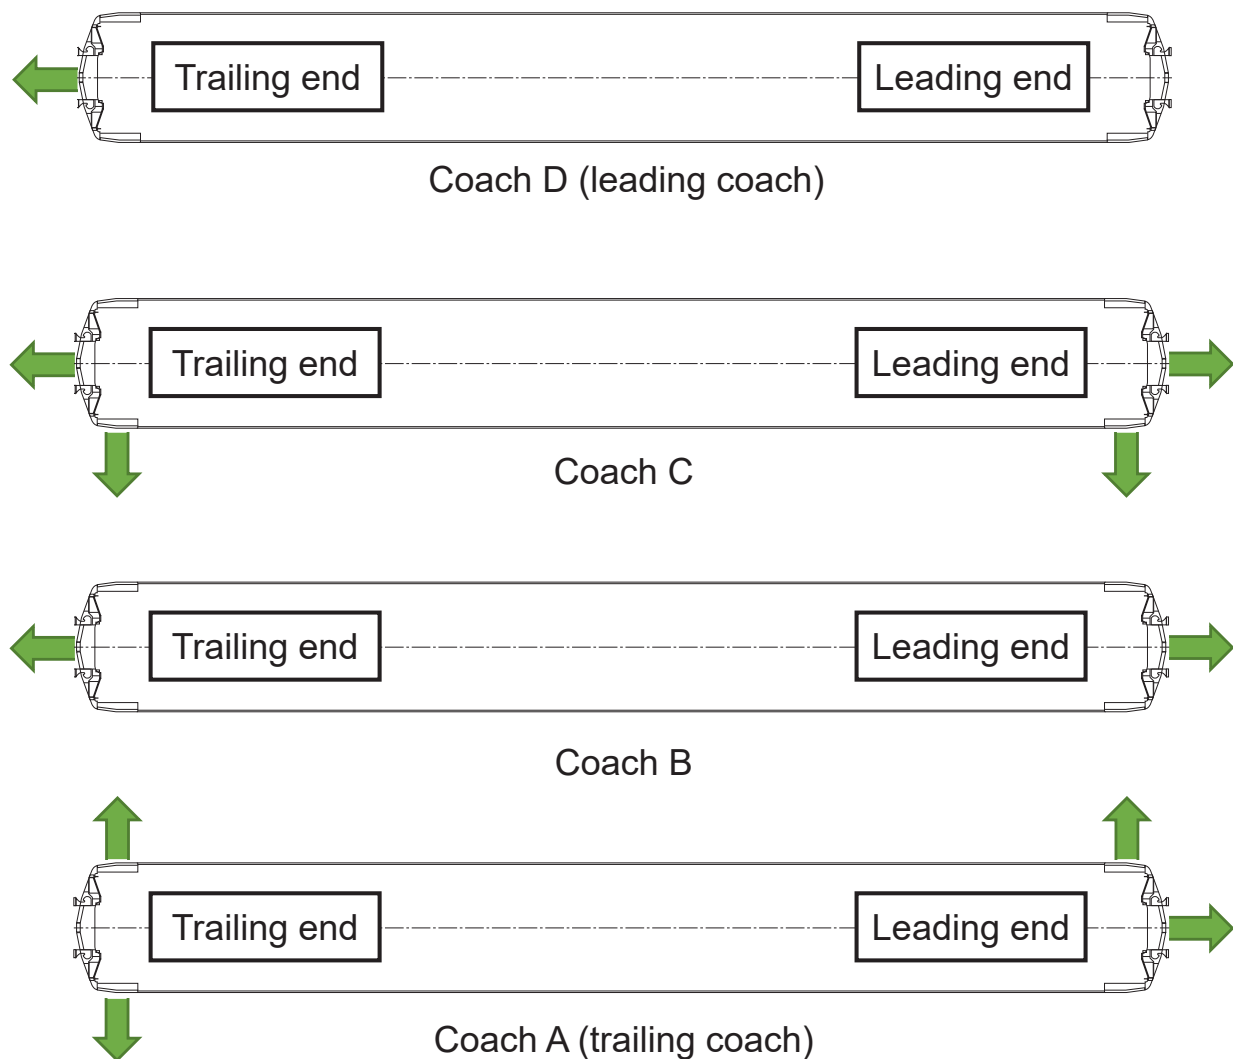 Trailing end
Leading end
Coach D (leading coach)
Trailing end
Leading end
Coach C
Trailing end
Leading end
Coach B
Trailing end
Leading end
Coach A (trailing coach)